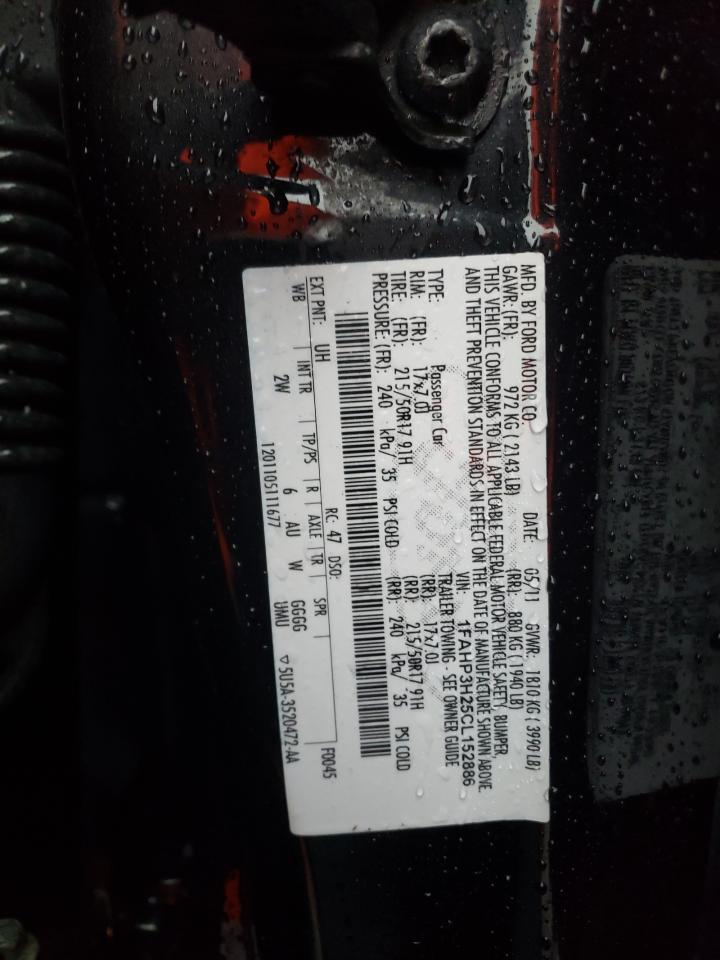 MFD. BY FORD MOTOR CO. DATE: 05/11 GVWR: 1810 KG ( 3990 LB)
GAWR: (FR): 972 KG ( 2143 LB) (RR): 880 KG ( 1940 LB)
THIS VEHICLE CONFORMS TO ALL APPLICABLE FEDERAL MOTOR VEHICLE SAFETY, BUMPER,
AND THEFT PREVENTION STANDARDS IN EFFECT ON THE DATE OF MANUFACTURE SHOWN ABOVE.
VIN: 1FAHP3H25CL152886
TYPE: Passenger Car TRAILER TOWING - SEE OWNER GUIDE
RIM: (FR): 17x7.0J (RR): 17x7.0J
TIRE: (FR): 215/50R17 91H (RR): 215/50R17 91H
PRESSURE: (FR): 240 kPa/ 35 PSI COLD (RR): 240 kPa/ 35 PSI COLD
RC: 47 DSO: F0045
EXT PNT: UH
WB INT TR TP/PS R AXLE TR SPR
2W 6 AU W GGGG
1201105111677 UMU ▽5U5A-3520472-AA